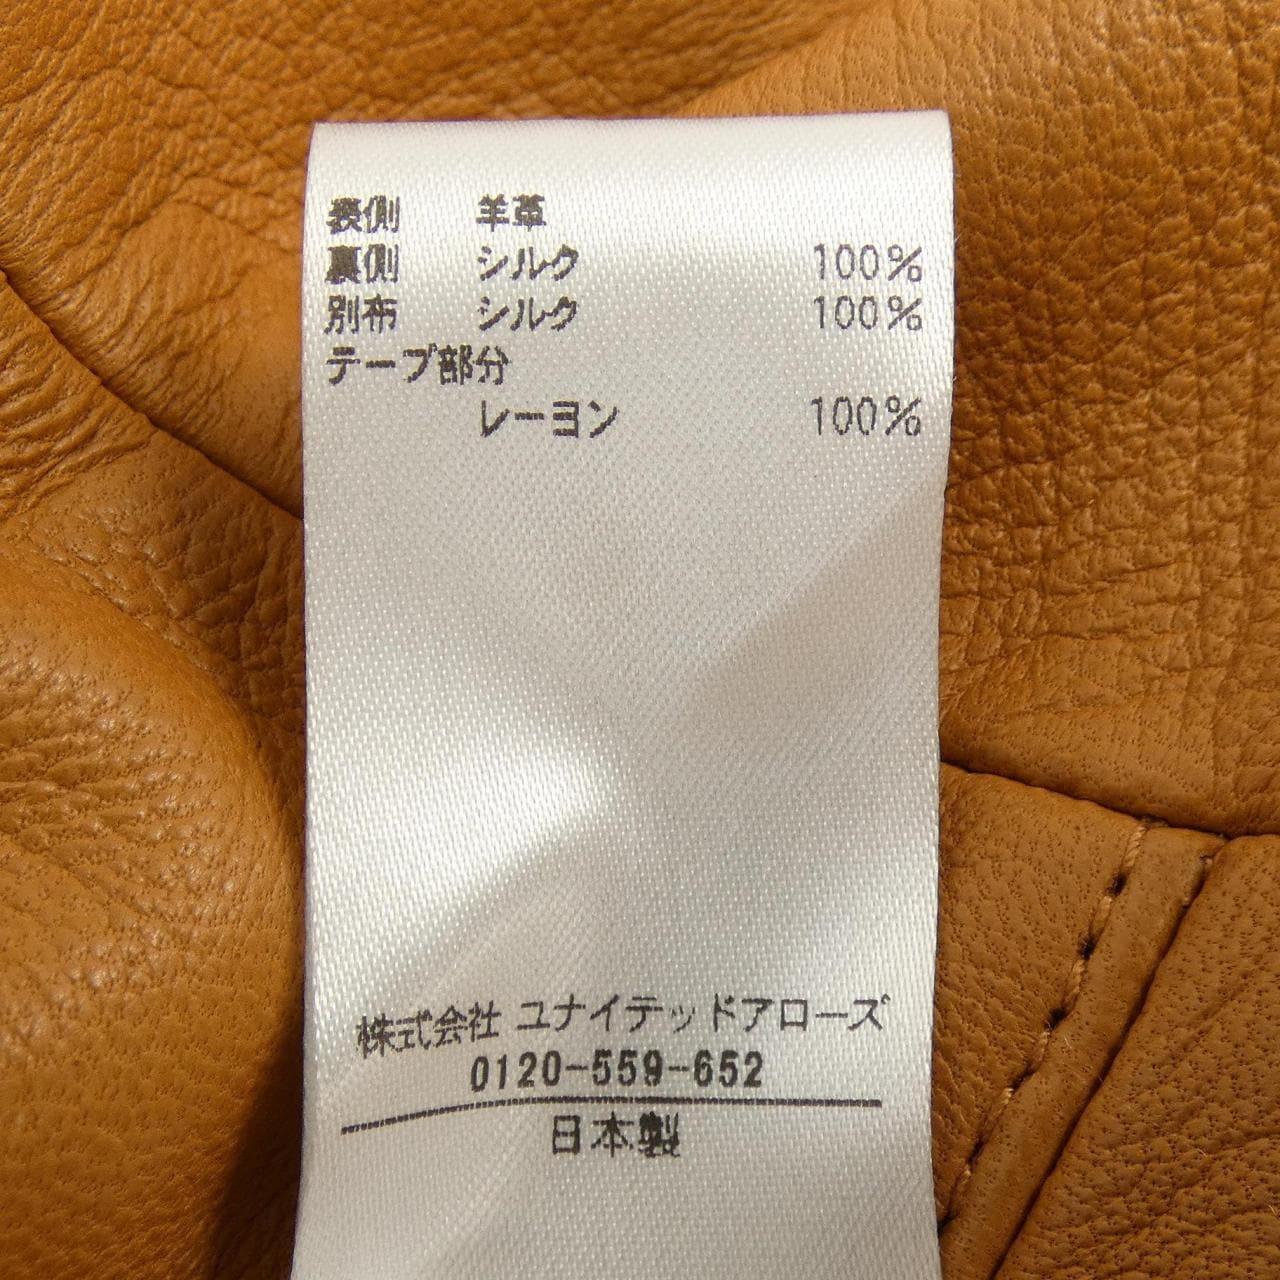 表側 羊革
裏側 シルク 100%
別布 シルク 100%
テープ部分
レーヨン 100%
株式会社 ユナイテッドアローズ
0120-559-652
日本製